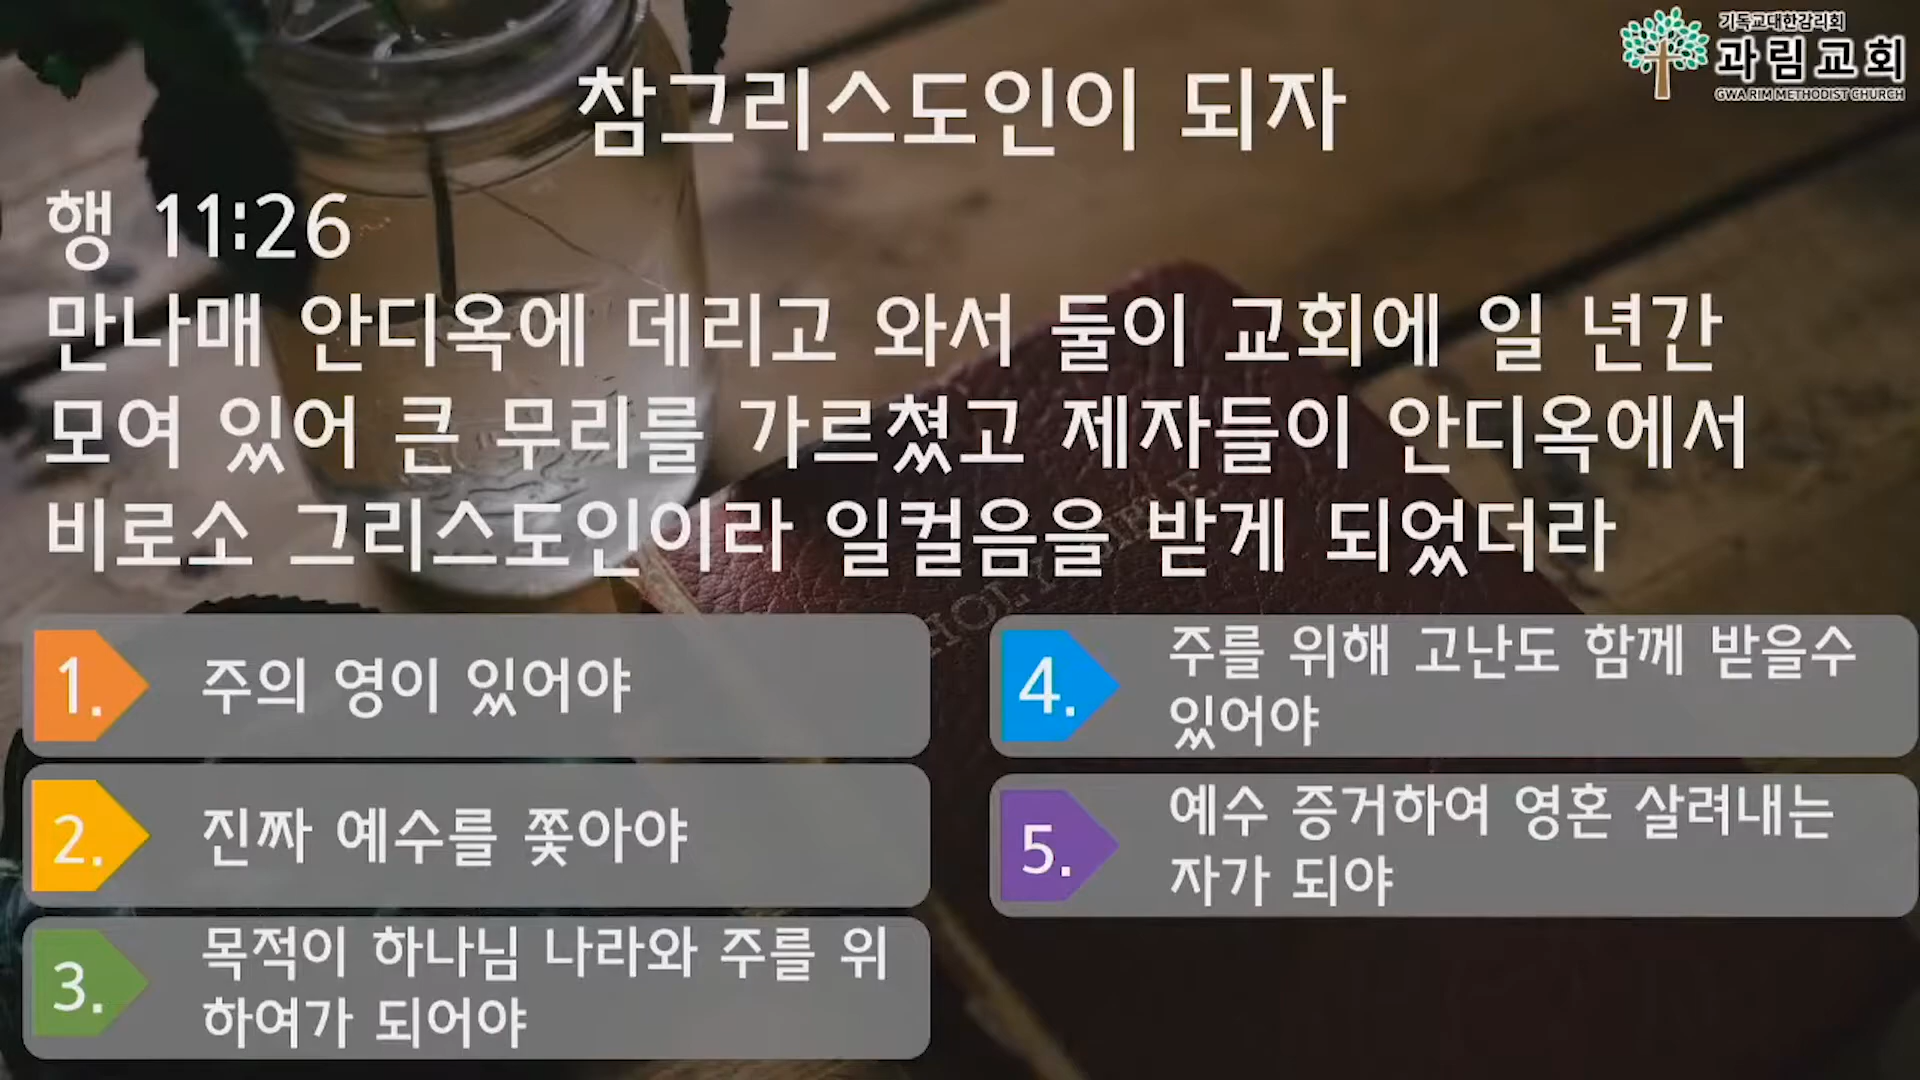 기독교대한감리회
과림교회
GWA RIM METHODIST CHURCH
참그리스도인이 되자
행 11:26
만나매 안디옥에 데리고 와서 둘이 교회에 일 년간
모여 있어 큰 무리를 가르쳤고 제자들이 안디옥에서
비로소 그리스도인이라 일컬음을 받게 되었더라
1. 주의 영이 있어야
2. 진짜 예수를 쫓아야
3. 목적이 하나님 나라와 주를 위
하여가 되어야
4. 주를 위해 고난도 함께 받을수
있어야
5. 예수 증거하여 영혼 살려내는
자가 되야
HOLY BIBLE